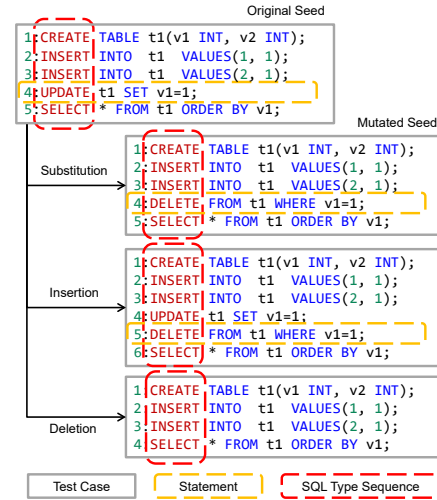 Original Seed
1:CREATE TABLE t1(v1 INT, v2 INT);
2:INSERT INTO t1 VALUES(1, 1);
3:INSERT INTO t1 VALUES(2, 1);
4:UPDATE t1 SET v1=1;
5:SELECT * FROM t1 ORDER BY v1;
Mutated Seed
Substitution
1:CREATE TABLE t1(v1 INT, v2 INT);
2:INSERT INTO t1 VALUES(1, 1);
3:INSERT INTO t1 VALUES(2, 1);
4:DELETE FROM t1 WHERE v1=1;
5:SELECT * FROM t1 ORDER BY v1;
Insertion
1:CREATE TABLE t1(v1 INT, v2 INT);
2:INSERT INTO t1 VALUES(1, 1);
3:INSERT INTO t1 VALUES(2, 1);
4:UPDATE t1 SET v1=1;
5:DELETE FROM t1 WHERE v1=1;
6:SELECT * FROM t1 ORDER BY v1;
Deletion
1:CREATE TABLE t1(v1 INT, v2 INT);
2:INSERT INTO t1 VALUES(1, 1);
3:INSERT INTO t1 VALUES(2, 1);
4:SELECT * FROM t1 ORDER BY v1;
Test Case
Statement
SQL Type Sequence